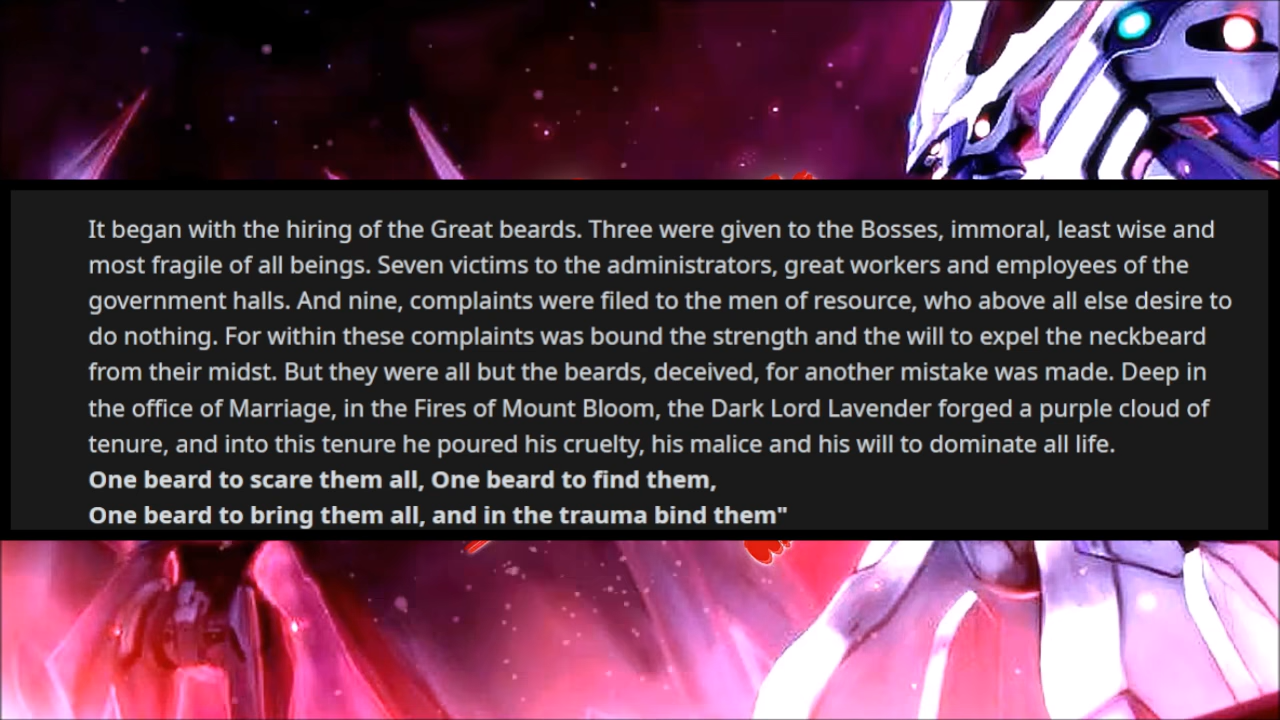 It began with the hiring of the Great beards. Three were given to the Bosses, immoral, least wise and
most fragile of all beings. Seven victims to the administrators, great workers and employees of the
government halls. And nine, complaints were filed to the men of resource, who above all else desire to
do nothing. For within these complaints was bound the strength and the will to expel the neckbeard
from their midst. But they were all but the beards, deceived, for another mistake was made. Deep in
the office of Marriage, in the Fires of Mount Bloom, the Dark Lord Lavender forged a purple cloud of
tenure, and into this tenure he poured his cruelty, his malice and his will to dominate all life.
One beard to scare them all, One beard to find them,
One beard to bring them all, and in the trauma bind them"